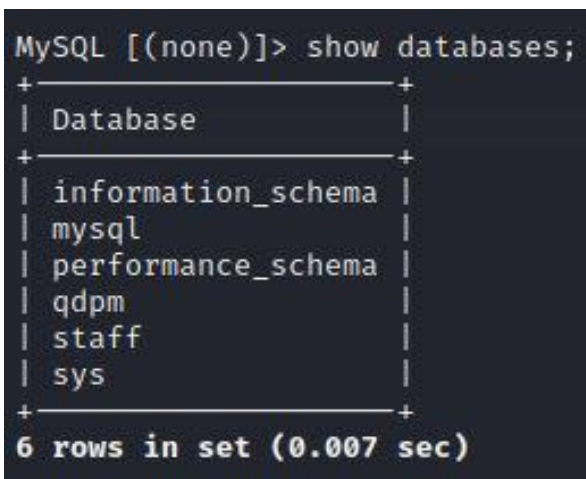 MySQL [(none)]> show databases;
+--------------------+
| Database           |
+--------------------+
| information_schema |
| mysql              |
| performance_schema |
| qdpm               |
| staff              |
| sys                |
+--------------------+
6 rows in set (0.007 sec)